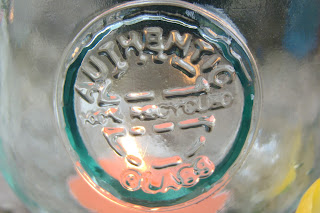 AUTHENTIC
100%
RECYCLED
GLASS